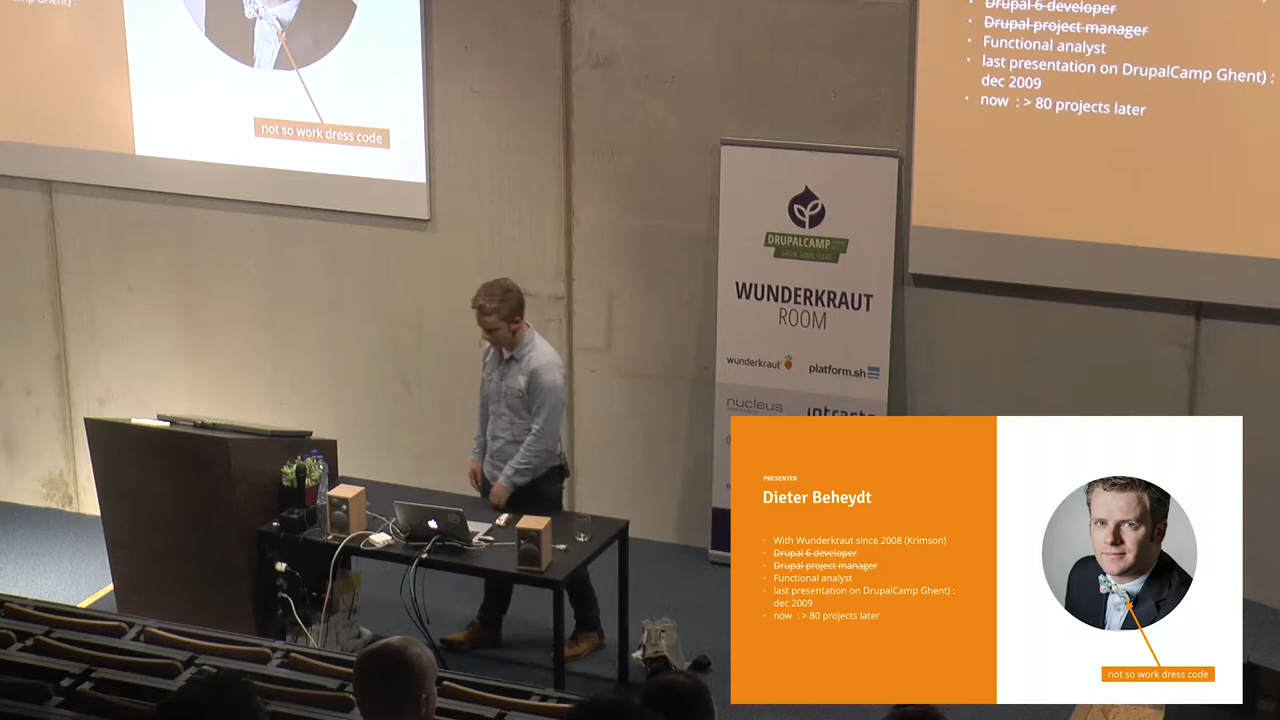 not so work dress code
Drupal 6 developer
Drupal project manager
Functional analyst
last presentation on DrupalCamp Ghent) :
dec 2009
now : > 80 projects later
DRUPALCAMP
WUNDERKRAUT
ROOM
wunderkraut
platform.sh
nucleus
PRESENTER
Dieter Beheydt
With Wunderkraut since 2008 (Krimson)
Drupal 6 developer
Drupal project manager
Functional analyst
last presentation on DrupalCamp Ghent) :
dec 2009
now : > 80 projects later
not so work dress code